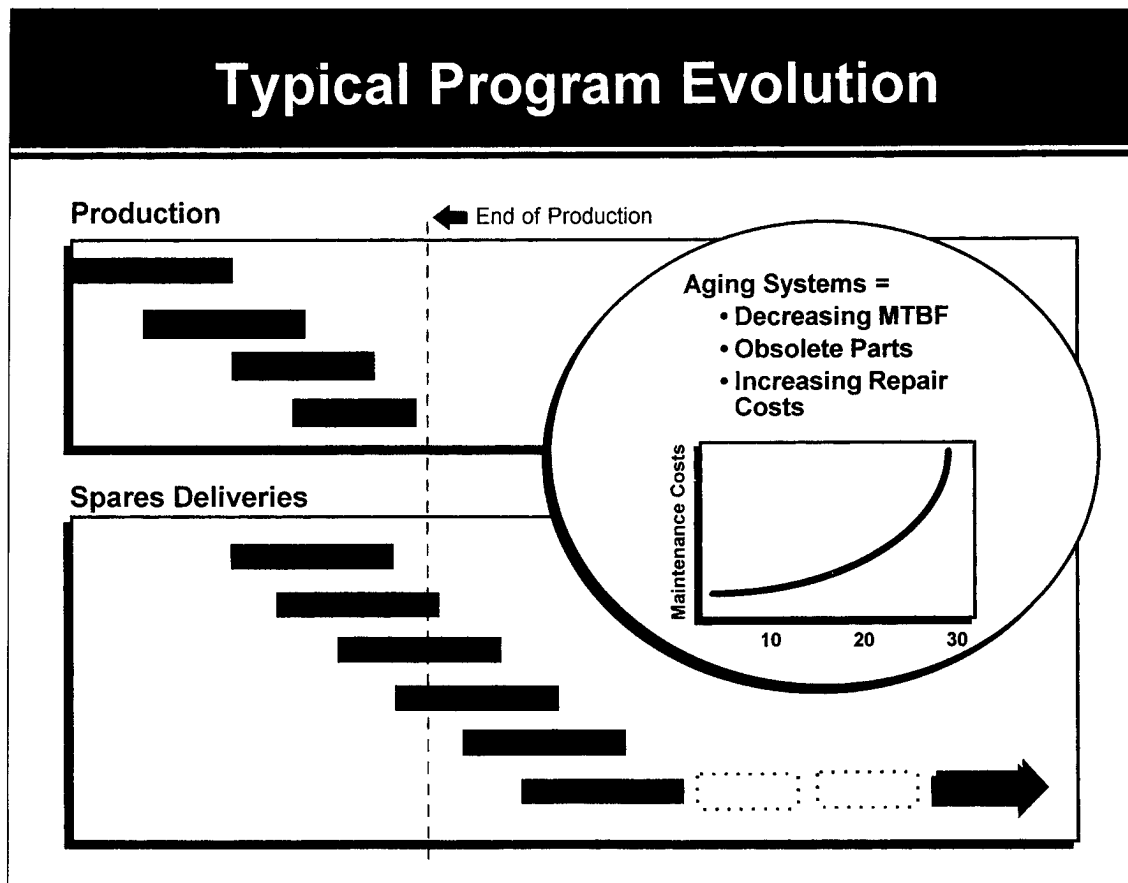 Typical Program Evolution
Production
End of Production
Aging Systems =
• Decreasing MTBF
• Obsolete Parts
• Increasing Repair
Costs
Maintenance Costs
10 20 30
Spares Deliveries